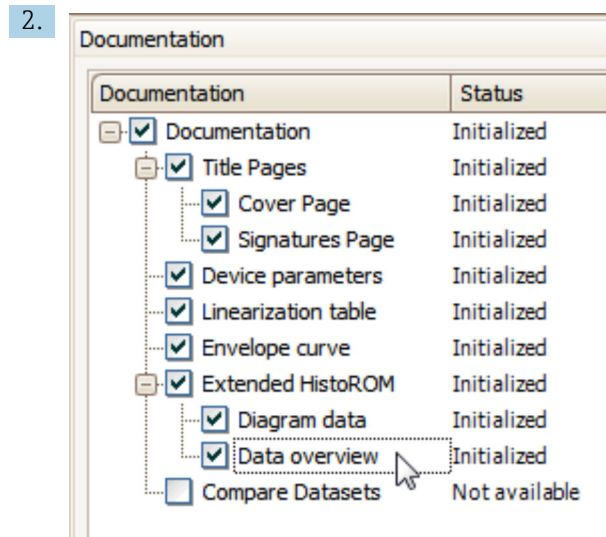 2.
Documentation
Documentation Status
Documentation Initialized
Title Pages Initialized
Cover Page Initialized
Signatures Page Initialized
Device parameters Initialized
Linearization table Initialized
Envelope curve Initialized
Extended HistoROM Initialized
Diagram data Initialized
Data overview Initialized
Compare Datasets Not available